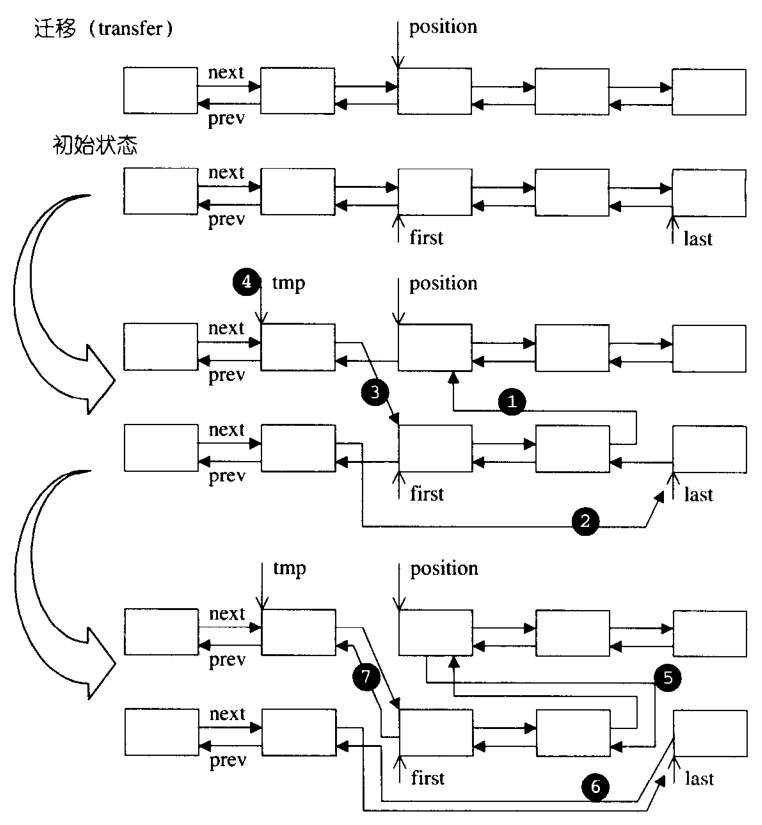 迁移（transfer）
position
next
prev
初始状态
next
prev
first
last
4 tmp
position
next
prev
3
1
next
prev
first
last
2
tmp
position
next
prev
7
5
next
prev
first
last
6